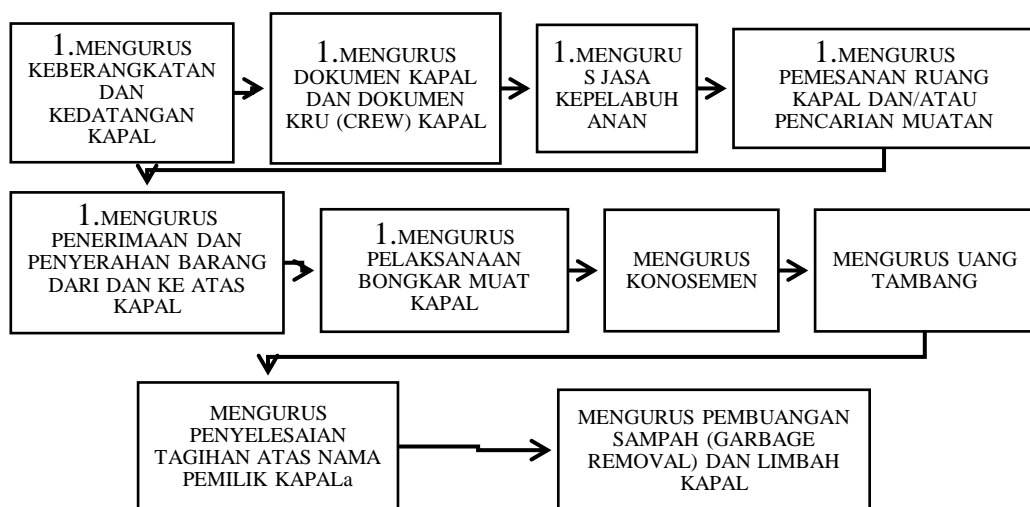 1.MENGURUS
KEBERANGKATAN
DAN
KEDATANGAN
KAPAL
1.MENGURUS
DOKUMEN KAPAL
DAN DOKUMEN
KRU (CREW) KAPAL
1.MENGURU
S JASA
KEPELABUH
ANAN
1.MENGURUS
PEMESANAN RUANG
KAPAL DAN/ATAU
PENCARIAN MUATAN
1.MENGURUS
PENERIMAAN DAN
PENYERAHAN BARANG
DARI DAN KE ATAS
KAPAL
1.MENGURUS
PELAKSANAAN
BONGKAR MUAT
KAPAL
MENGURUS
KONOSEMEN
MENGURUS UANG
TAMBANG
MENGURUS
PENYELESAIAN
TAGIHAN ATAS NAMA
PEMILIK KAPALa
MENGURUS PEMBUANGAN
SAMPAH (GARBAGE
REMOVAL) DAN LIMBAH
KAPAL